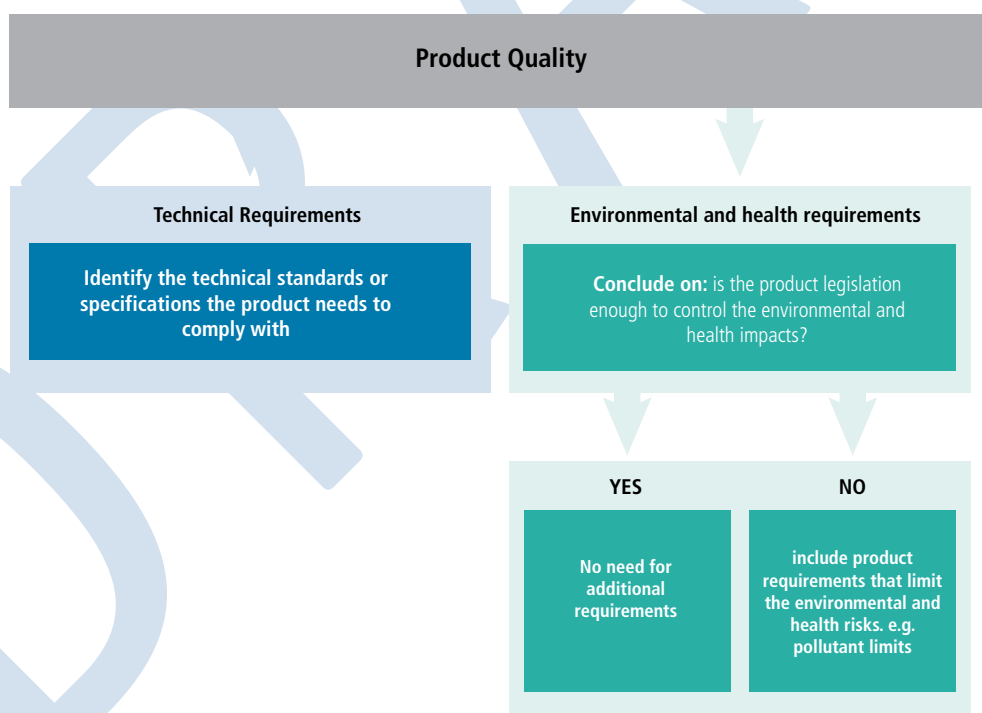 Product Quality
Technical Requirements
Identify the technical standards or
specifications the product needs to
comply with
Environmental and health requirements
Conclude on: is the product legislation
enough to control the environmental and
health impacts?
YES
No need for
additional
requirements
NO
include product
requirements that limit
the environmental and
health risks. e.g.
pollutant limits